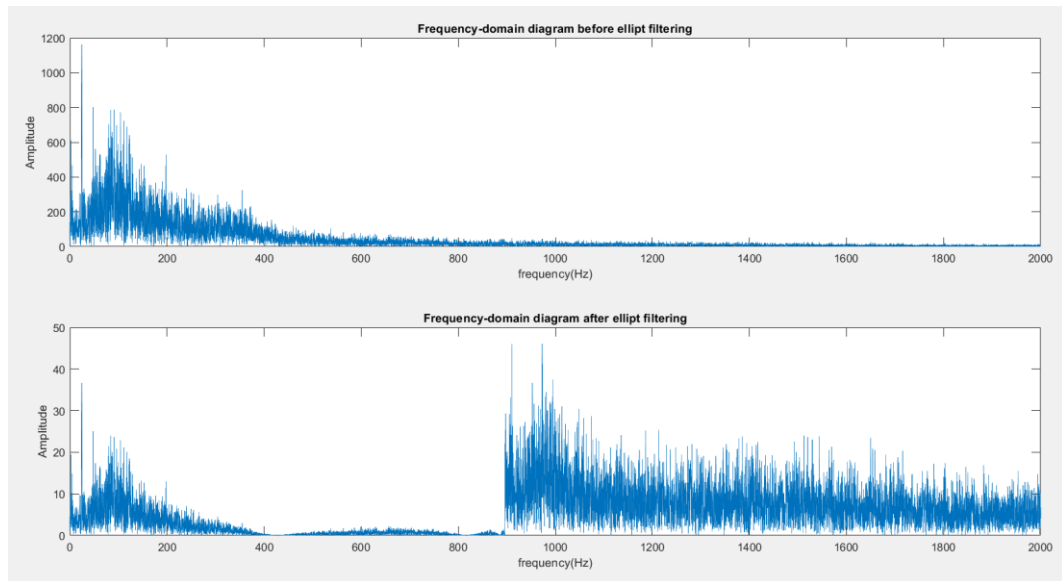 Frequency-domain diagram before ellipt filtering
1200
1000
800
600
400
200
0
Amplitude
0 200 400 600 800 1000 1200 1400 1600 1800 2000
frequency(Hz)
Frequency-domain diagram after ellipt filtering
50
40
30
20
10
0
Amplitude
0 200 400 600 800 1000 1200 1400 1600 1800 2000
frequency(Hz)